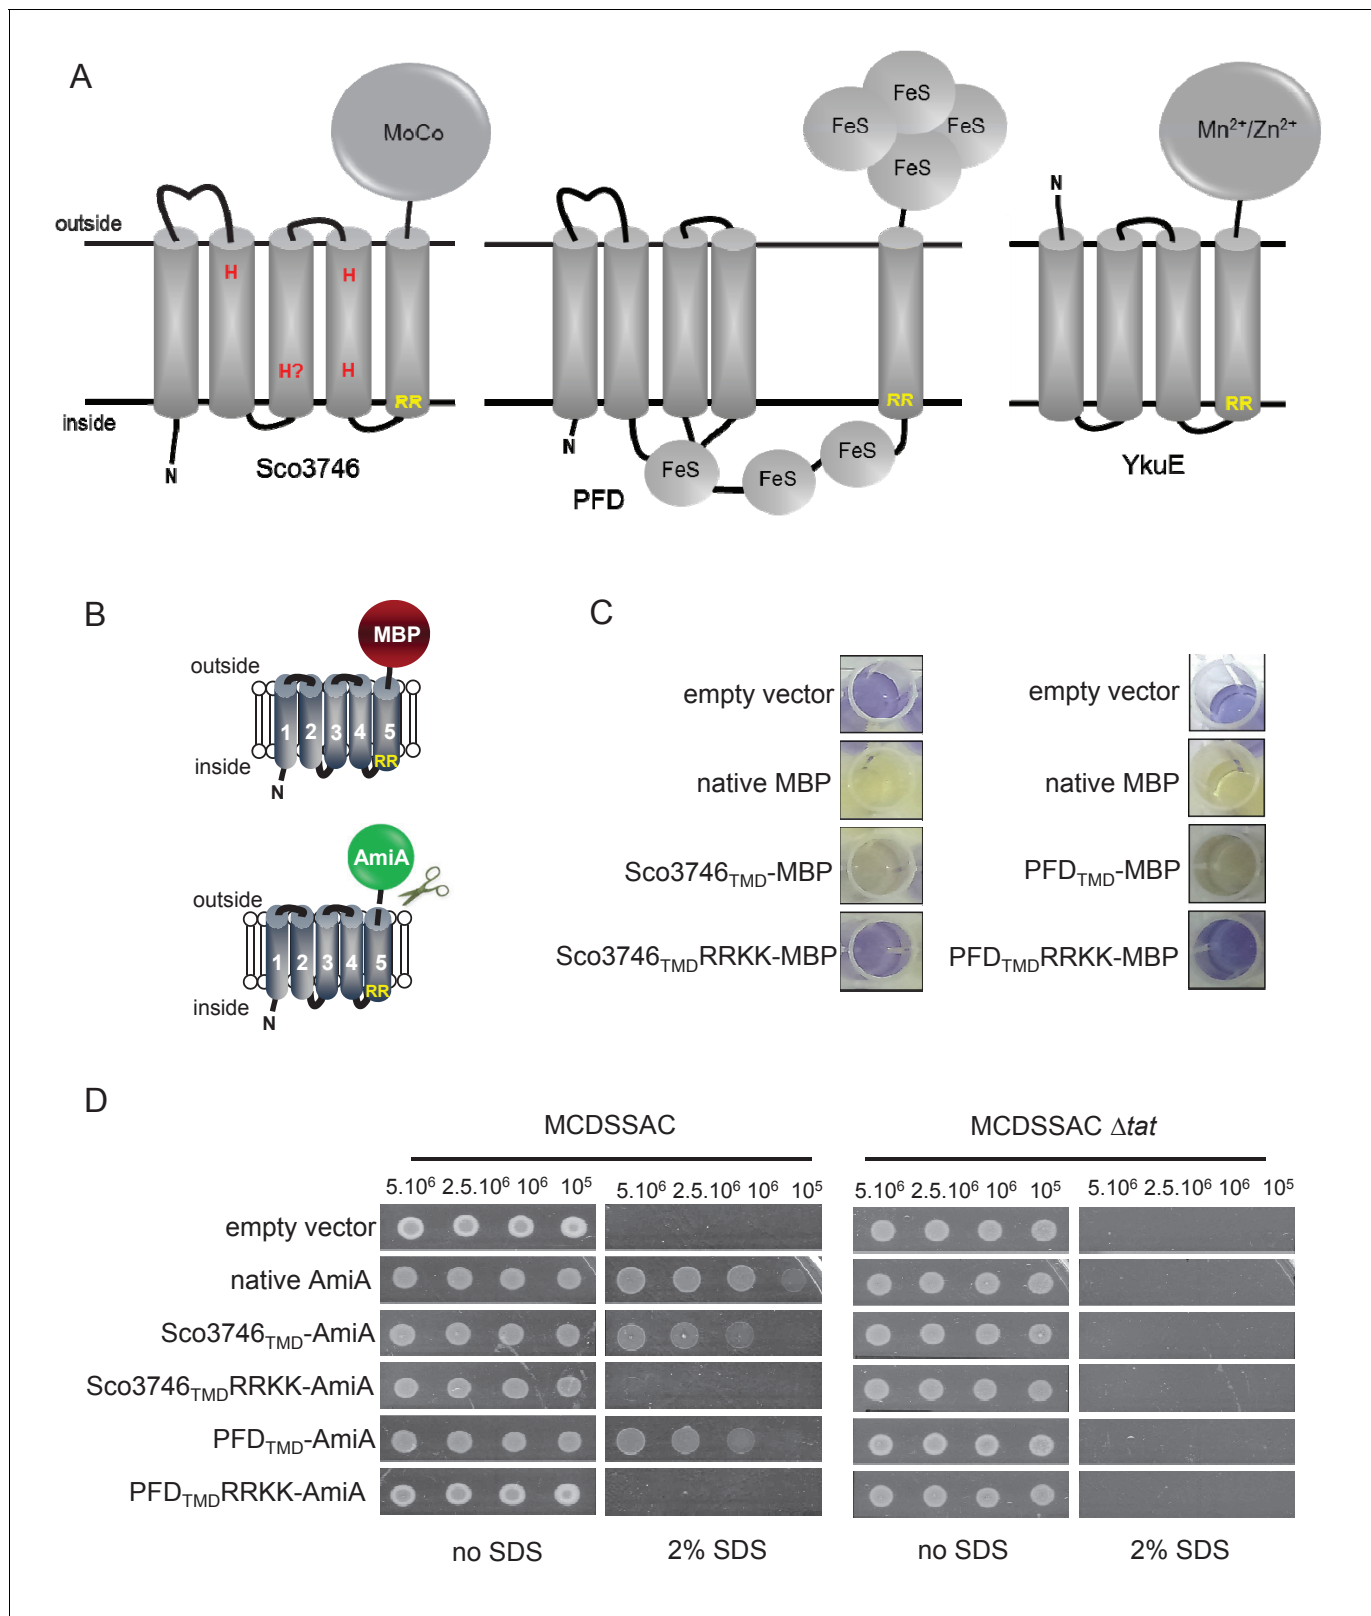 A
MoCo
FeS
FeS
FeS
FeS
Mn²⁺/Zn²⁺
N
outside
H
H
H?
H
RR
RR
RR
inside
N
Sco3746
N
FeS
FeS
FeS
PFD
YkuE
B
MBP
outside
1 2 3 4 5
RR
inside
N
AmiA
outside
1 2 3 4 5
RR
inside
N
C
empty vector
native MBP
Sco3746TMD-MBP
Sco3746TMDRRKK-MBP
empty vector
native MBP
PFDTMD-MBP
PFDTMDRRKK-MBP
D
MCDSSAC
MCDSSAC Δtat
5.10⁶ 2.5.10⁶ 10⁶ 10⁵
5.10⁶ 2.5.10⁶ 10⁶ 10⁵
5.10⁶ 2.5.10⁶ 10⁶ 10⁵
5.10⁶ 2.5.10⁶ 10⁶ 10⁵
empty vector
native AmiA
Sco3746TMD-AmiA
Sco3746TMDRRKK-AmiA
PFDTMD-AmiA
PFDTMDRRKK-AmiA
no SDS
2% SDS
no SDS
2% SDS